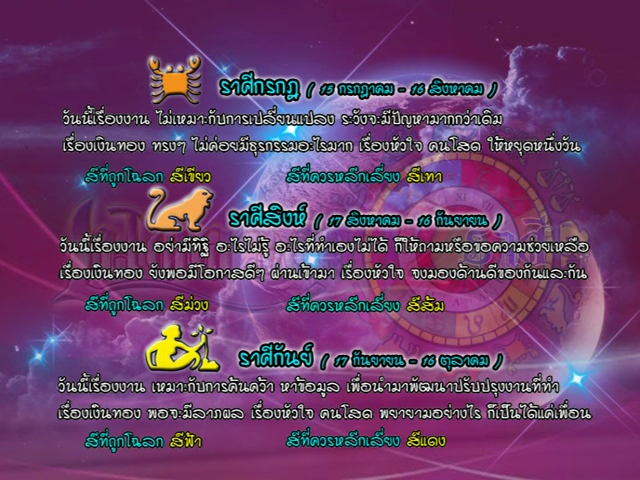 ราศีกรกฎ ( 15 กรกฎาคม - 16 สิงหาคม )
วันนี้เรื่องงาน ไม่เหมาะกับการเปลี่ยนแปลง ระวังจะมีปัญหามากกว่าเดิม
เรื่องเงินทอง ทรงๆ ไม่ค่อยมีธุรกรรมอะไรมาก เรื่องหัวใจ คนโสด ให้หยุดหนึ่งวัน
สีที่ถูกโฉลก สีเขียว สีที่ควรหลีกเลี่ยง สีเทา
ราศีสิงห์ ( 17 สิงหาคม - 16 กันยายน )
วันนี้เรื่องงาน อย่ามีทิฐิ อะไรไม่รู้ อะไรที่ทำเองไม่ได้ ก็ให้ถามหรือขอความช่วยเหลือ
เรื่องเงินทอง ยังพอมีโอกาสดีๆ ผ่านเข้ามา เรื่องหัวใจ จงมองด้านดีของกันและกัน
สีที่ถูกโฉลก สีม่วง สีที่ควรหลีกเลี่ยง สีส้ม
ราศีกันย์ ( 17 กันยายน - 16 ตุลาคม )
วันนี้เรื่องงาน เหมาะกับการค้นคว้า หาข้อมูล เพื่อนำมาพัฒนาปรับปรุงงานที่ทำ
เรื่องเงินทอง พอจะมีลาภผล เรื่องหัวใจ คนโสด พยายามอย่างไร ก็เป็นได้แค่เพื่อน
สีที่ถูกโฉลก สีฟ้า สีที่ควรหลีกเลี่ยง สีแดง